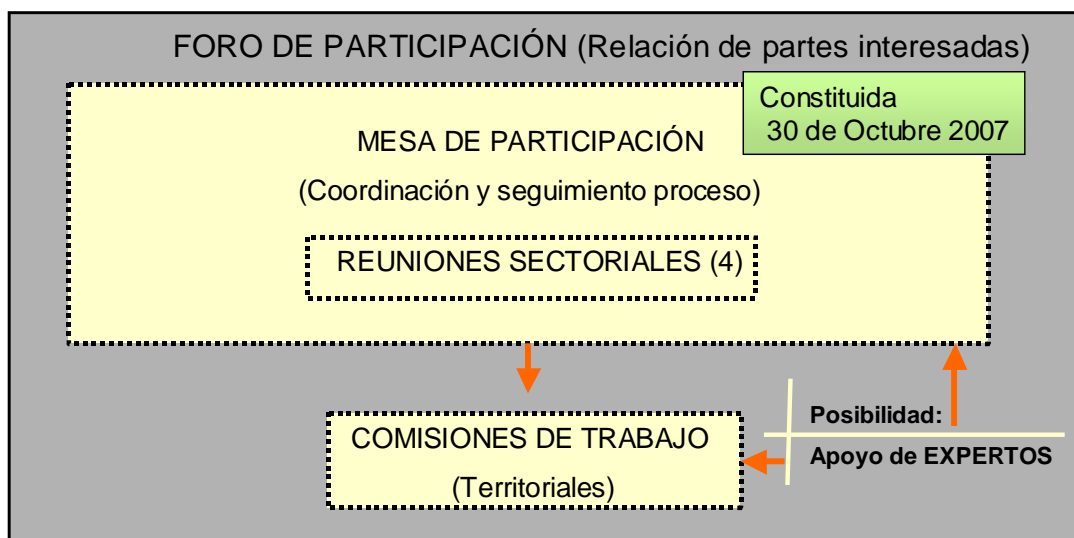 FORO DE PARTICIPACIÓN (Relación de partes interesadas)
Constituida
30 de Octubre 2007
MESA DE PARTICIPACIÓN
(Coordinación y seguimiento proceso)
REUNIONES SECTORIALES (4)
COMISIONES DE TRABAJO
(Territoriales)
Posibilidad:
Apoyo de EXPERTOS